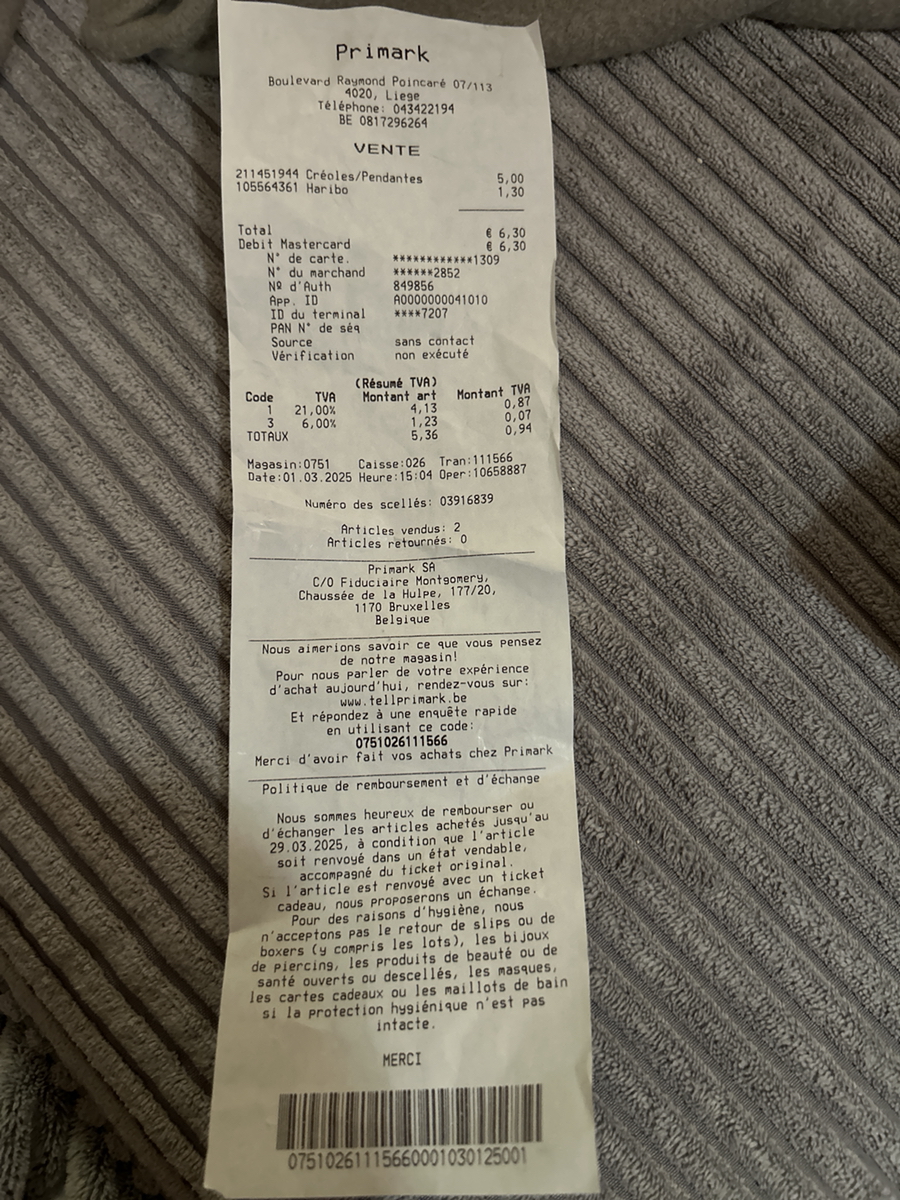 Primark
Boulevard Raymond Poincaré 07/113
4020, Liege
Téléphone: 043422194
BE 0817296264
VENTE
211451944 Créoles/Pendantes 5,00
105564361 Haribo 1,30
Total € 6,30
Debit Mastercard € 6,30
N° de carte. ************1309
N° du marchand ******2852
Nº d'Auth 849856
App. ID A0000000041010
ID du terminal ****7207
PAN N° de séq
Source sans contact
Vérification non exécuté
(Résumé TVA)
Code TVA Montant art Montant TVA
1 21,00% 4,13 0,87
3 6,00% 1,23 0,07
TOTAUX 5,36 0,94
Magasin:0751 Caisse:026 Tran:111566
Date:01.03.2025 Heure:15:04 Oper:10658887
Numéro des scellés: 03916839
Articles vendus: 2
Articles retournés: 0
Primark SA
C/O Fiduciaire Montgomery,
Chaussée de la Hulpe, 177/20,
1170 Bruxelles
Belgique
Nous aimerions savoir ce que vous pensez
de notre magasin!
Pour nous parler de votre expérience
d'achat aujourd'hui, rendez-vous sur:
www.tellprimark.be
Et répondez à une enquête rapide
en utilisant ce code:
0751026111566
Merci d'avoir fait vos achats chez Primark
Politique de remboursement et d'échange
Nous sommes heureux de rembourser ou
d'échanger les articles achetés jusqu'au
29.03.2025, à condition que l'article
soit renvoyé dans un état vendable,
accompagné du ticket original.
Si l'article est renvoyé avec un ticket
cadeau, nous proposerons un échange.
Pour des raisons d'hygiène, nous
n'acceptons pas le retour de slips ou de
boxers (y compris les lots), les bijoux
de piercing, les produits de beauté ou de
santé ouverts ou descellés, les masques,
les cartes cadeaux ou les maillots de bain
si la protection hygiénique n'est pas
intacte.
MERCI
07510261115660001030125001